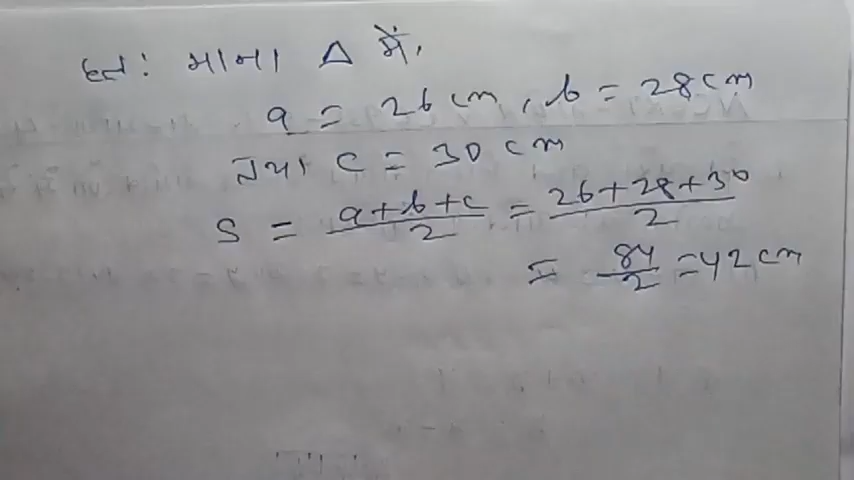 हल: माना △ में,
a = 26 cm, b = 28 cm
तथा c = 30 cm
S = a+b+c/2 = 26+28+30/2
= 84/2 = 42 cm